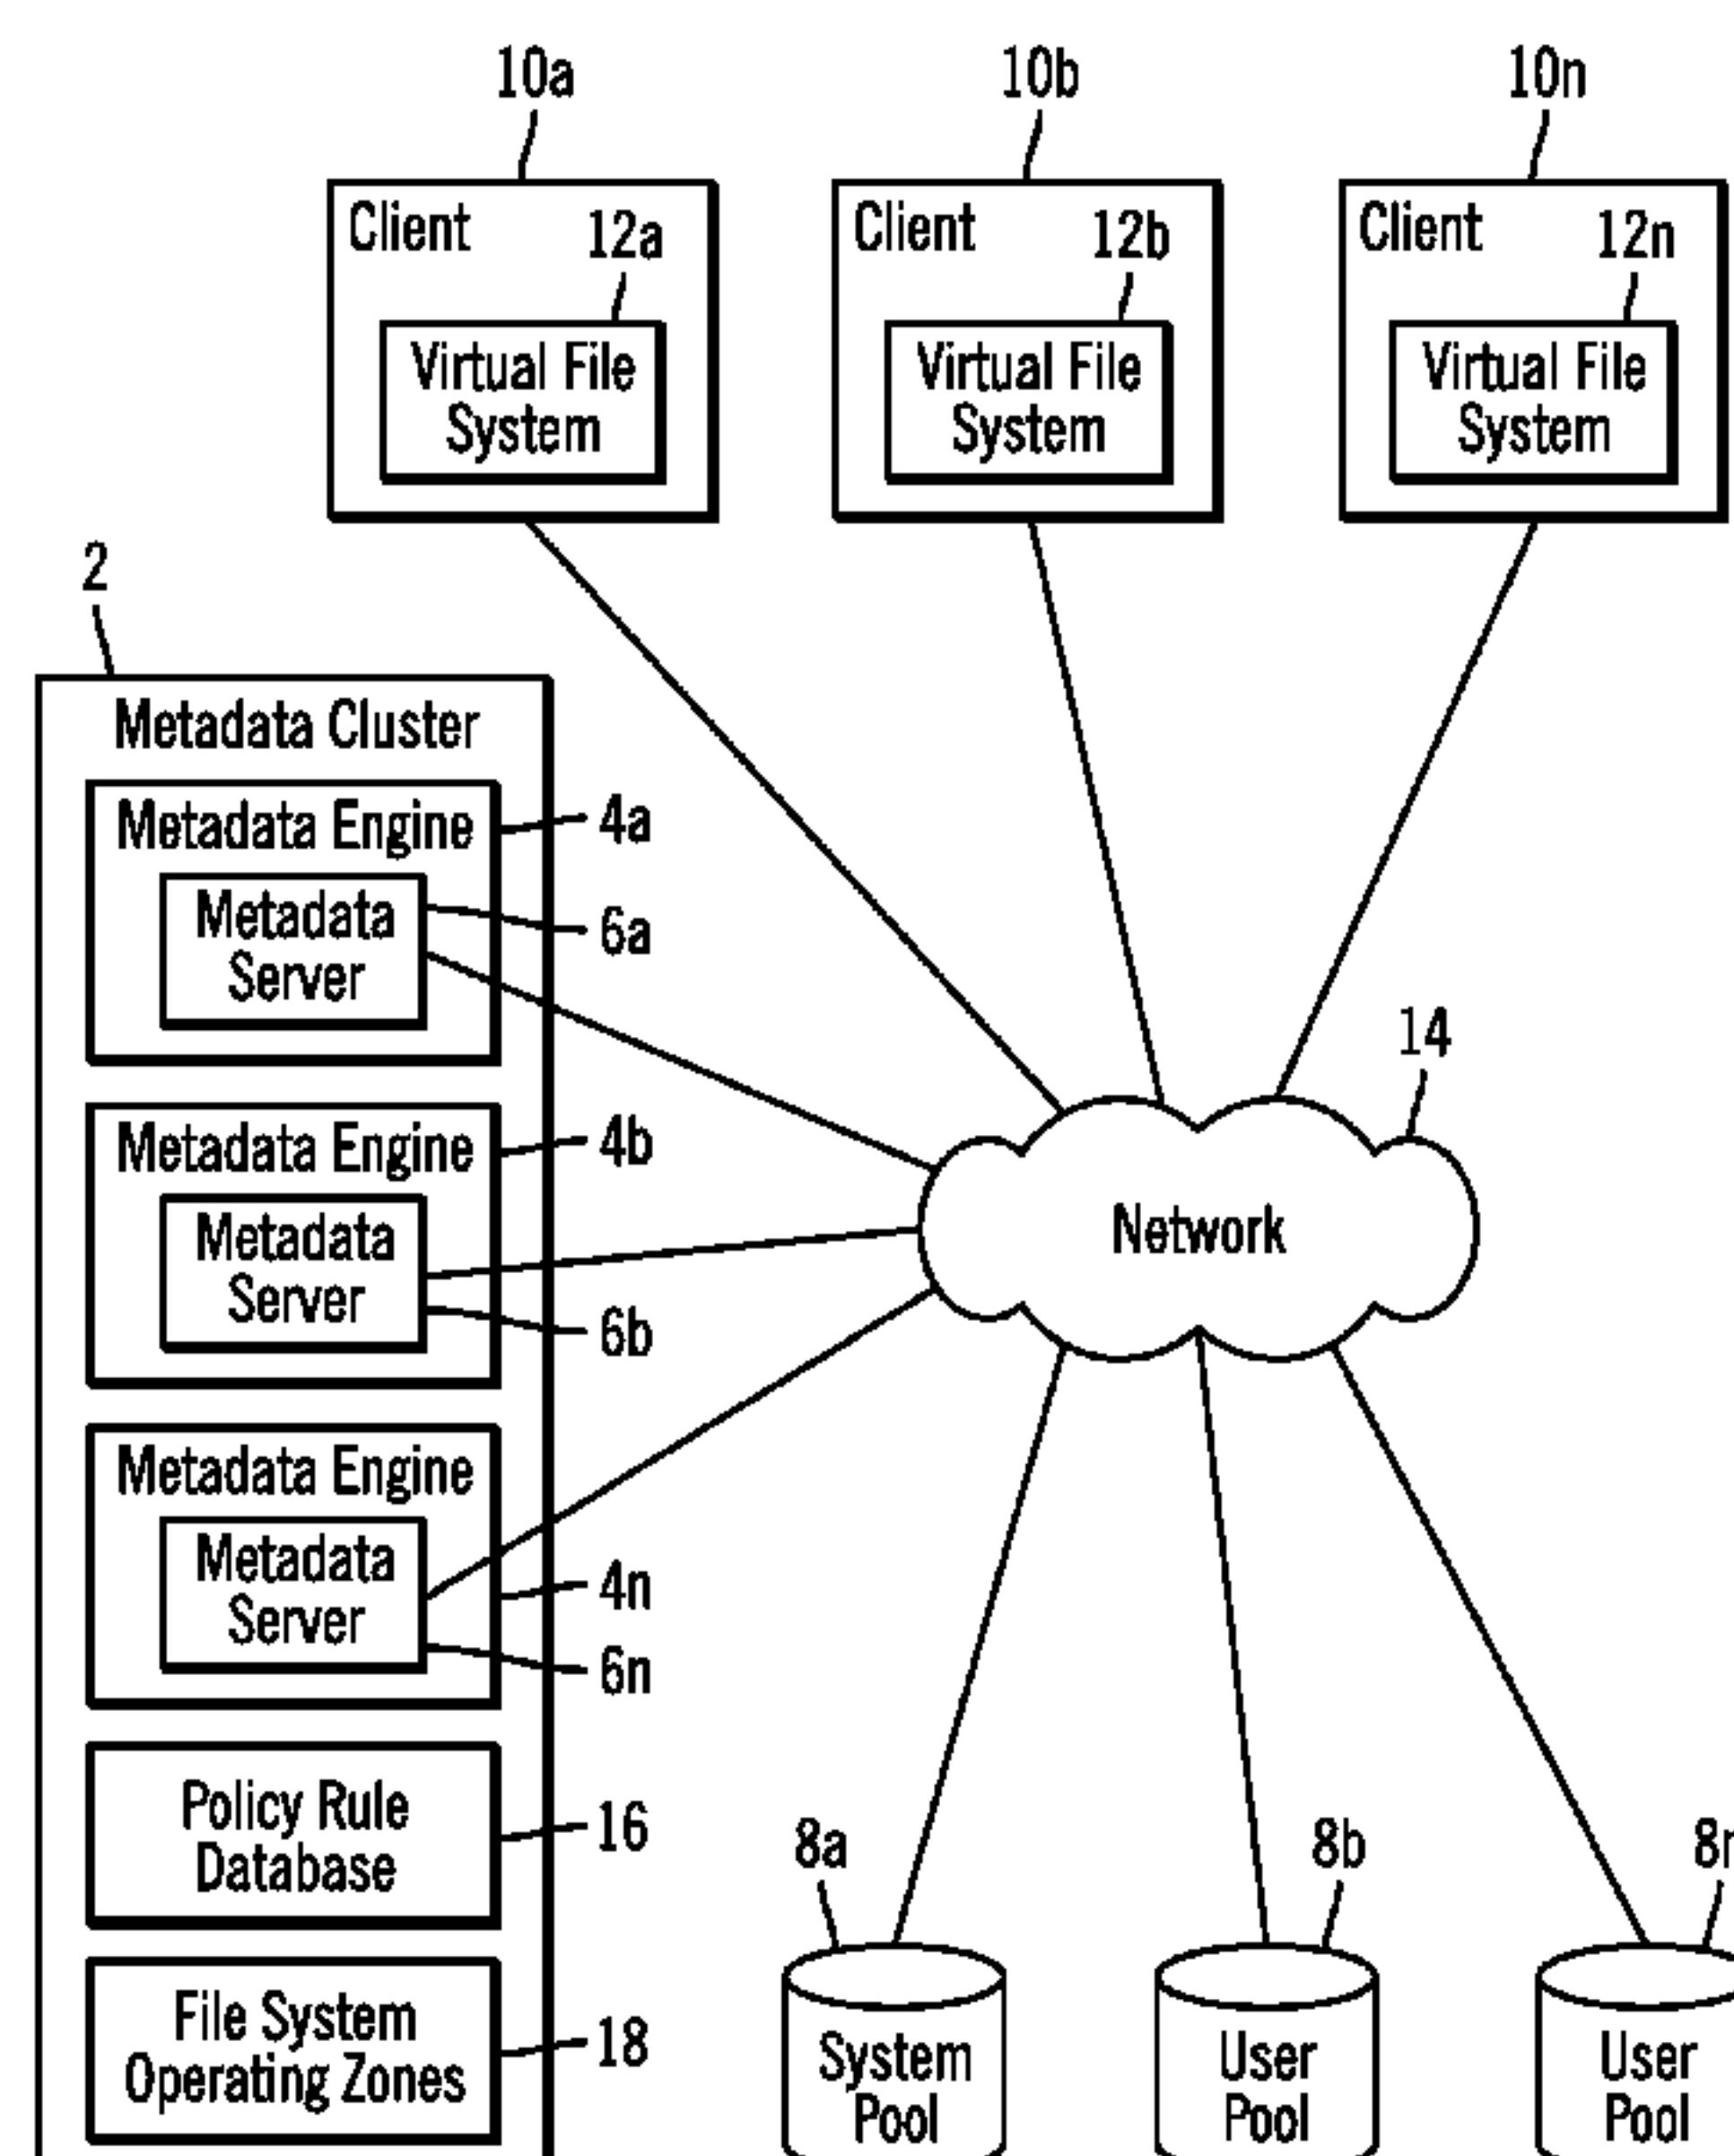 10a
10b
10n
Client
12a
Client
12b
Client
12n
Virtual File
System
Virtual File
System
Virtual File
System
2
Metadata Cluster
Metadata Engine
4a
Metadata
Server
6a
14
Metadata Engine
4b
Metadata
Server
6b
Network
Metadata Engine
Metadata
Server
4n
6n
Policy Rule
Database
16
8a
8b
File System
Operating Zones
18
System
Pool
User
Pool
User
Pool